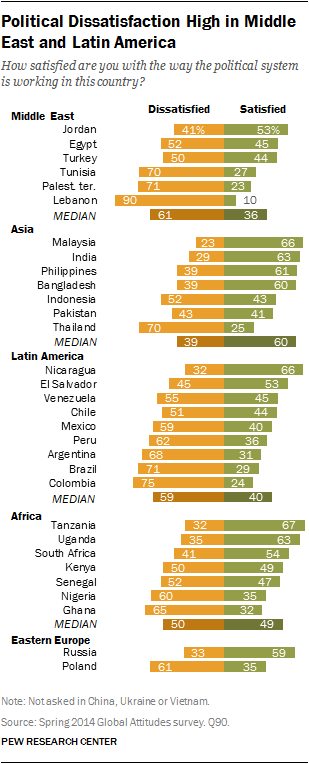 Political Dissatisfaction High in Middle
East and Latin America
How satisfied are you with the way the political system
is working in this country?
Dissatisfied Satisfied
Middle East
Jordan 41% 53%
Egypt 52 45
Turkey 50 44
Tunisia 70 27
Palest. ter. 71 23
Lebanon 90 10
MEDIAN 61 36
Asia
Malaysia 23 66
India 29 63
Philippines 39 61
Bangladesh 39 60
Indonesia 52 43
Pakistan 43 41
Thailand 70 25
MEDIAN 39 60
Latin America
Nicaragua 32 66
El Salvador 45 53
Venezuela 55 45
Chile 51 44
Mexico 59 40
Peru 62 36
Argentina 68 31
Brazil 71 29
Colombia 75 24
MEDIAN 59 40
Africa
Tanzania 32 67
Uganda 35 63
South Africa 41 54
Kenya 50 49
Senegal 52 47
Nigeria 60 35
Ghana 65 32
MEDIAN 50 49
Eastern Europe
Russia 33 59
Poland 61 35
Note: Not asked in China, Ukraine or Vietnam.
Source: Spring 2014 Global Attitudes survey. Q90.
PEW RESEARCH CENTER